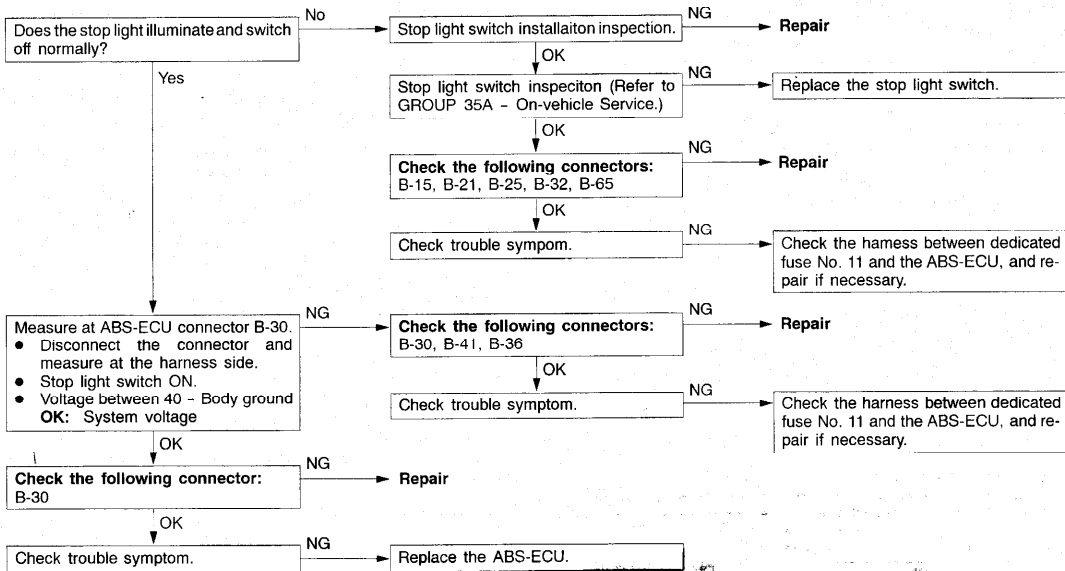 Does the stop light illuminate and switch
off normally?
No
Stop light switch installaiton inspection.
NG
Repair
OK
Yes
Stop light switch inspeciton (Refer to
GROUP 35A – On-vehicle Service.)
NG
Replace the stop light switch.
OK
Check the following connectors:
B-15, B-21, B-25, B-32, B-65
NG
Repair
OK
Check trouble sympom.
NG
Check the harness between dedicated
fuse No. 11 and the ABS-ECU, and re-
pair if necessary.
Measure at ABS-ECU connector B-30.
● Disconnect the connector and
measure at the harness side.
● Stop light switch ON.
● Voltage between 40 – Body ground
OK: System voltage
NG
Check the following connectors:
B-30, B-41, B-36
NG
Repair
OK
Check trouble symptom.
NG
Check the harness between dedicated
fuse No. 11 and the ABS-ECU, and re-
pair if necessary.
OK
Check the following connector:
B-30
NG
Repair
OK
Check trouble symptom.
NG
Replace the ABS-ECU.